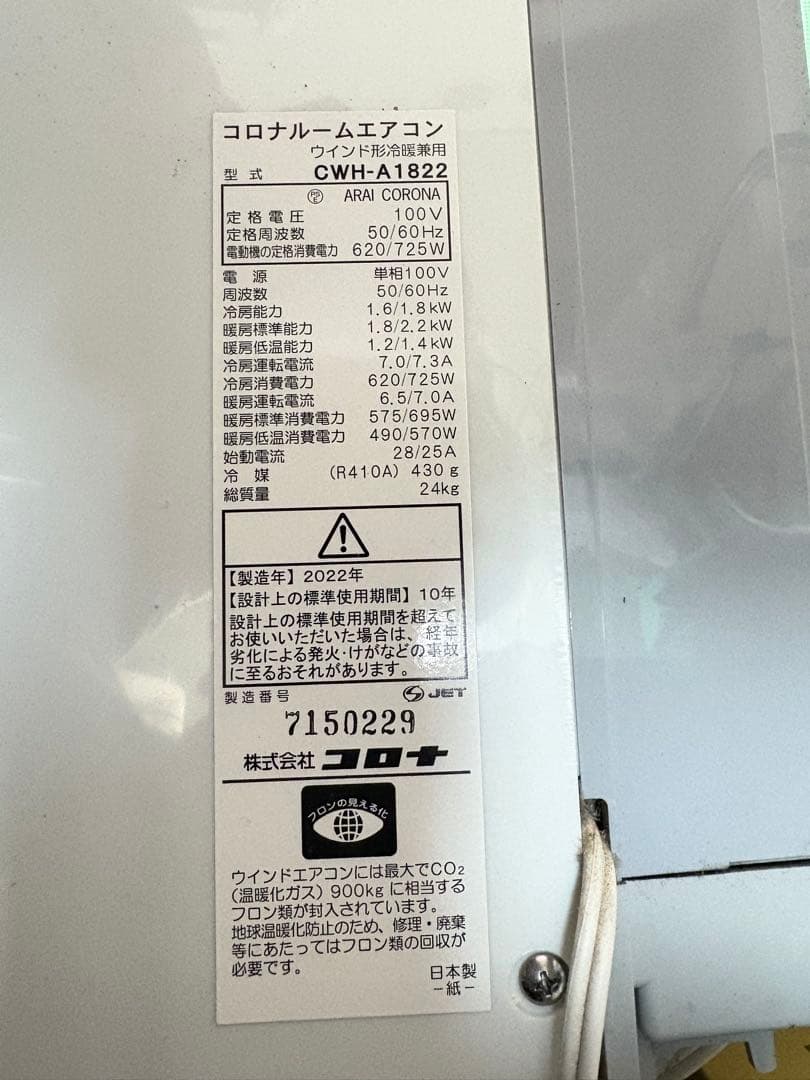 コロナルームエアコン
ウインド形冷暖兼用
型式 CWH-A1822
PSE ARAI CORONA
定格電圧 100V
定格周波数 50/60Hz
電動機の定格消費電力 620/725W
電源 単相100V
周波数 50/60Hz
冷房能力 1.6/1.8kW
暖房標準能力 1.8/2.2kW
暖房低温能力 1.2/1.4kW
冷房運転電流 7.0/7.3A
冷房消費電力 620/725W
暖房運転電流 6.5/7.0A
暖房標準消費電力 575/695W
暖房低温消費電力 490/570W
始動電流 28/25A
冷媒 (R410A) 430g
総質量 24kg
【製造年】2022年
【設計上の標準使用期間】10年
設計上の標準使用期間を超えて
お使いいただいた場合は、経年
劣化による発火・けがなどの事故
に至るおそれがあります。
製造番号 JET
7150229
株式会社 コロナ
フロンの見える化
ウインドエアコンには最大でCO₂
(温暖化ガス) 900kgに相当する
フロン類が封入されています。
地球温暖化防止のため、修理・廃棄
等にあたってはフロン類の回収が
必要です。
日本製
-紙-